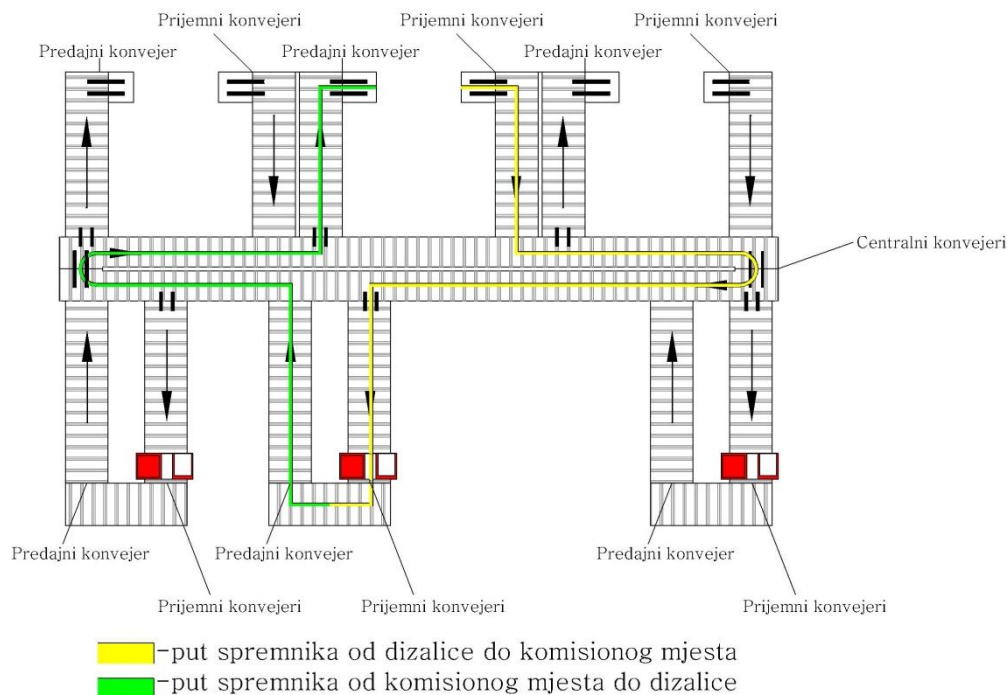 Prijemni konvejeri
Prijemni konvejeri
Prijemni konvejeri
Predajni konvejer
Predajni konvejer
Predajni konvejer
Centralni konvejeri
Predajni konvejer
Predajni konvejer
Predajni konvejer
Prijemni konvejeri
Prijemni konvejeri
Prijemni konvejeri
-put spremnika od dizalice do komisionog mjesta
-put spremnika od komisionog mjesta do dizalice